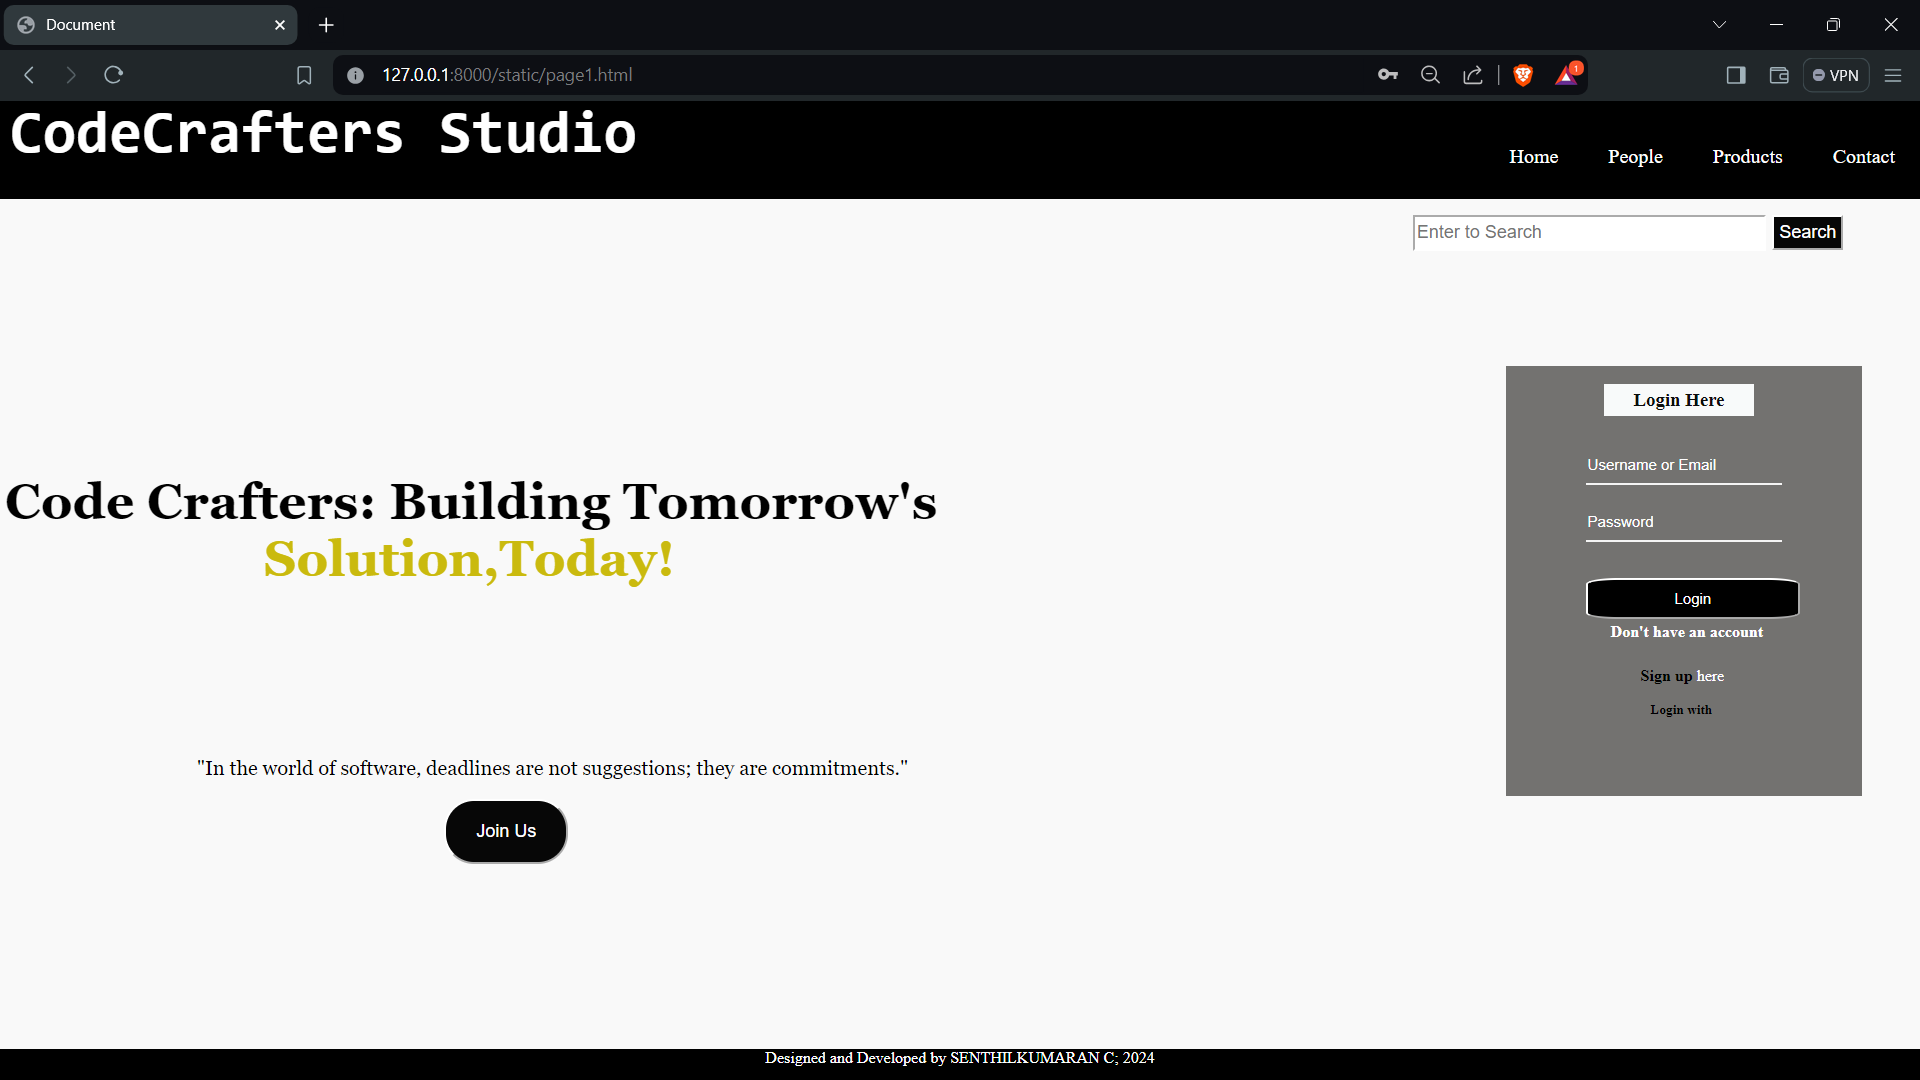 Document
127.0.0.1:8000/static/page1.html
1
VPN
CodeCrafters Studio
Home People Products Contact
Enter to Search Search
Login Here
Username or Email
Password
Login
Don't have an account
Sign up here
Login with
Code Crafters: Building Tomorrow's
Solution,Today!
"In the world of software, deadlines are not suggestions; they are commitments."
Join Us
Designed and Developed by SENTHILKUMARAN C; 2024